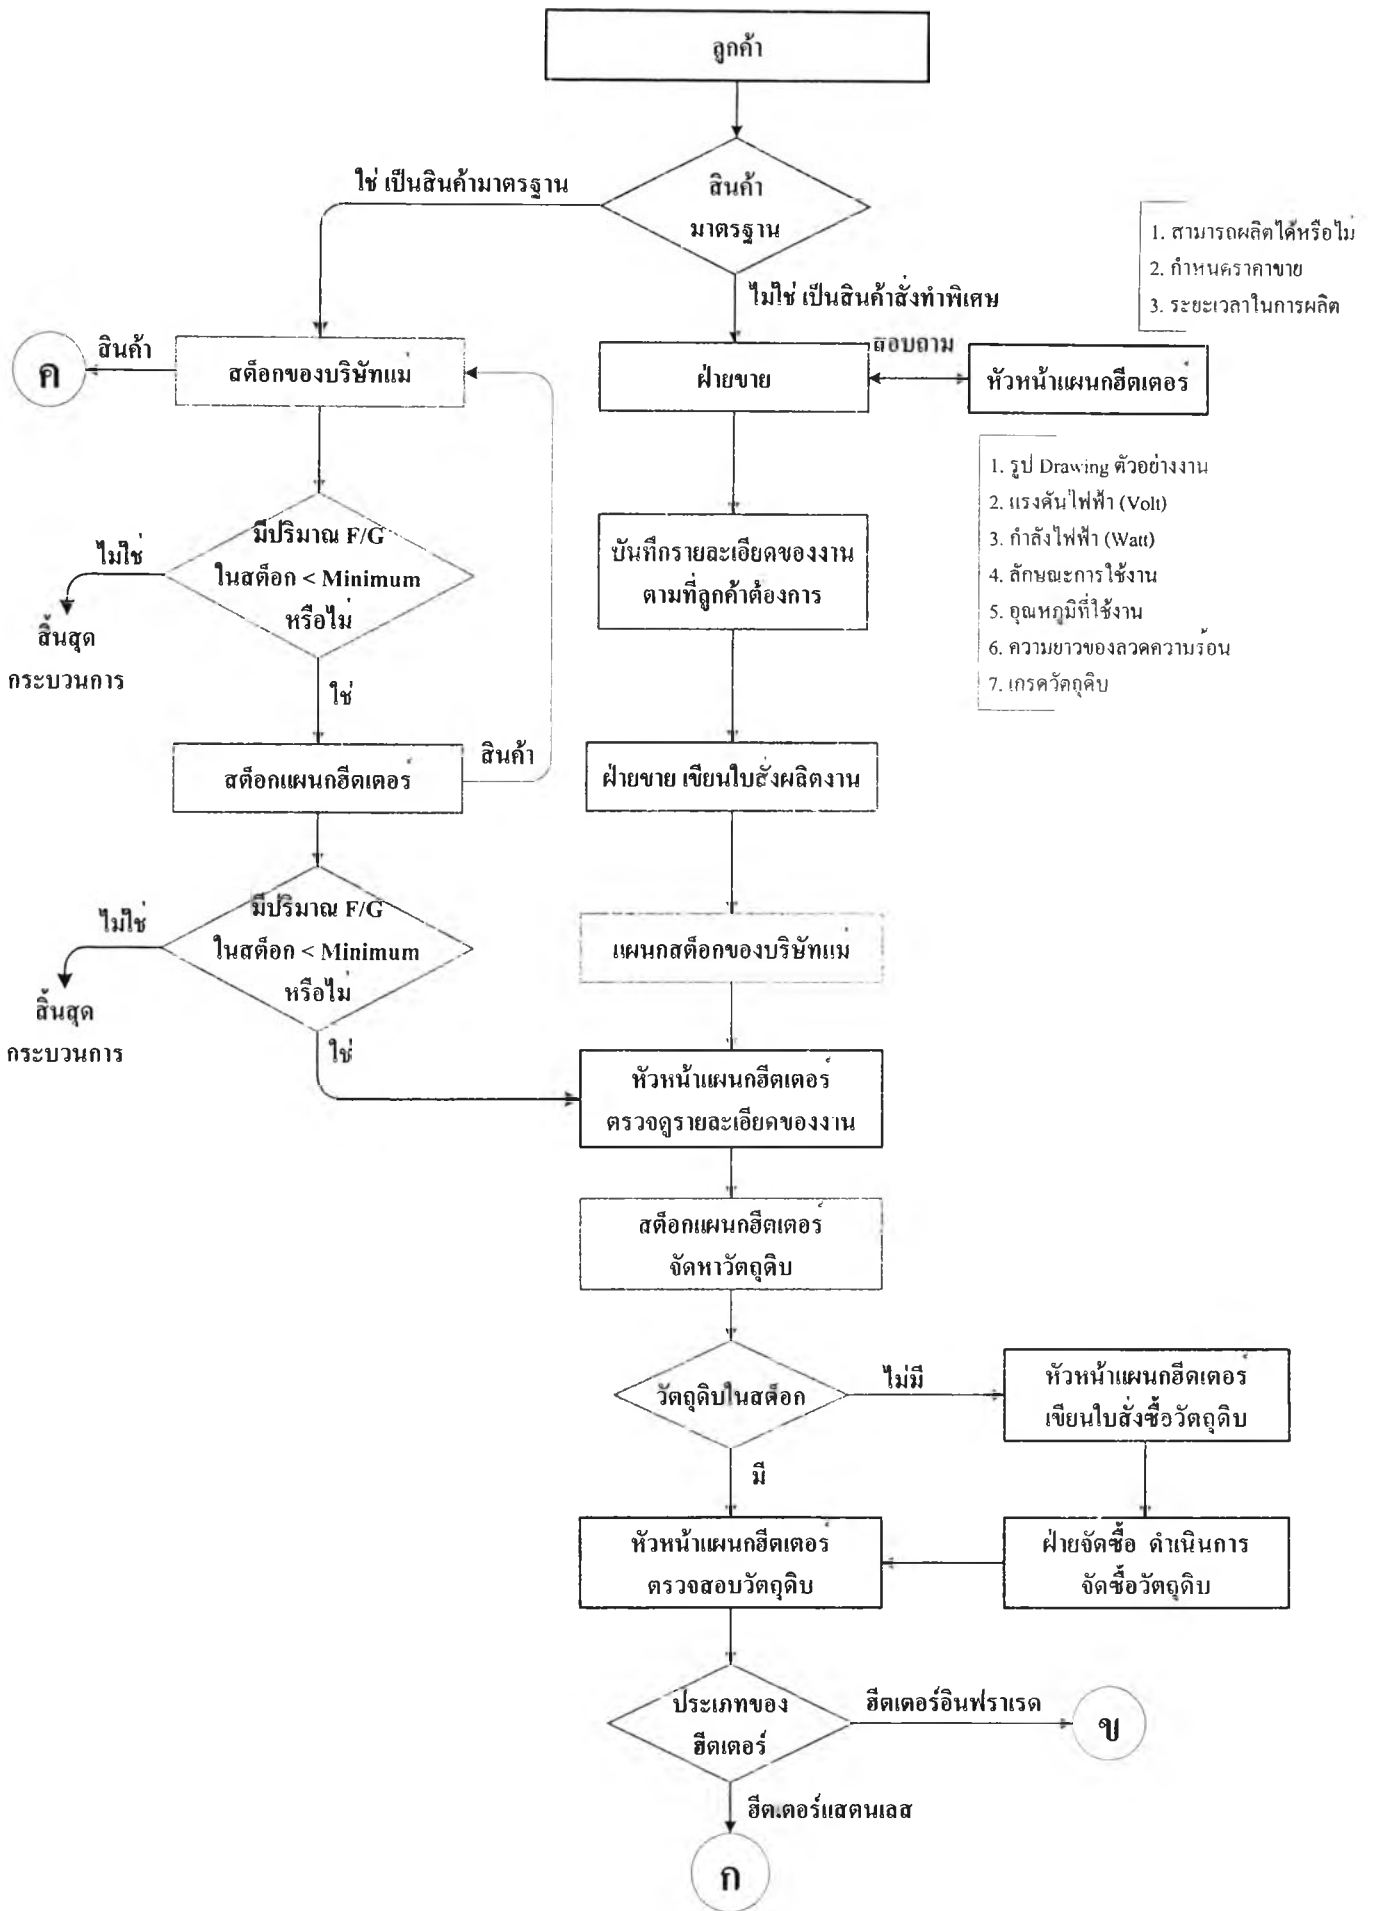 ลูกค้า
สินค้า
มาตรฐาน
ใช่ เป็นสินค้ามาตรฐาน
ไม่ใช่ เป็นสินค้าสั่งทำพิเศษ
1. สามารถผลิตได้หรือไม่
2. กำหนดราคาขาย
3. ระยะเวลาในการผลิต
ค
สินค้า
สต็อกของบริษัทแม่
ฝ่ายขาย
สอบถาม
หัวหน้าแผนกฮีตเตอร์
1. รูป Drawing ตัวอย่างงาน
2. แรงดันไฟฟ้า (Volt)
3. กำลังไฟฟ้า (Watt)
4. ลักษณะการใช้งาน
5. อุณหภูมิที่ใช้งาน
6. ความยาวของลวดความร้อน
7. เกรดวัตถุดิบ
มีปริมาณ F/G
ในสต็อก < Minimum
หรือไม่
ไม่ใช่
สิ้นสุด
กระบวนการ
ใช่
บันทึกรายละเอียดของงาน
ตามที่ลูกค้าต้องการ
สต็อกแผนกฮีตเตอร์
สินค้า
ฝ่ายขาย เขียนใบสั่งผลิตงาน
มีปริมาณ F/G
ในสต็อก < Minimum
หรือไม่
ไม่ใช่
สิ้นสุด
กระบวนการ
ใช่
แผนกสต็อกของบริษัทแม่
หัวหน้าแผนกฮีตเตอร์
ตรวจดูรายละเอียดของงาน
สต็อกแผนกฮีตเตอร์
จัดหาวัตถุดิบ
วัตถุดิบในสต็อก
ไม่มี
หัวหน้าแผนกฮีตเตอร์
เขียนใบสั่งซื้อวัตถุดิบ
มี
หัวหน้าแผนกฮีตเตอร์
ตรวจสอบวัตถุดิบ
ฝ่ายจัดซื้อ ดำเนินการ
จัดซื้อวัตถุดิบ
ประเภทของ
ฮีตเตอร์
ฮีตเตอร์อินฟราเรด
ข
ฮีตเตอร์แสตนเลส
ก